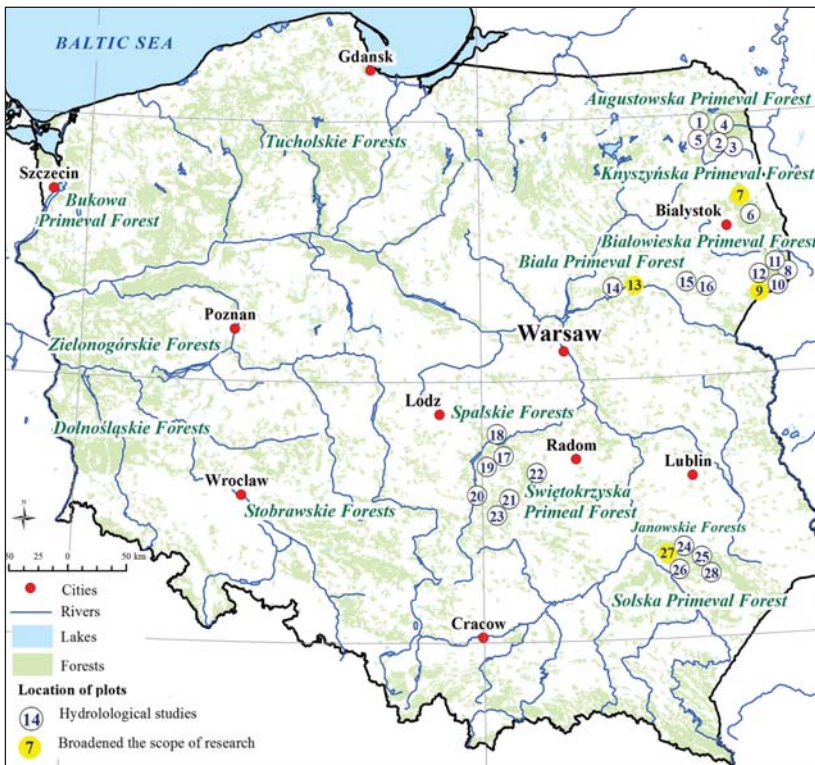 BALTIC SEA
Gdansk
Augustowska Primeval Forest
1
4
5
2
3
Tucholskie Forests
Knyszyńska Primeval Forest
Szczecin
Bukowa
Primeval Forest
7
6
Bialystok
Białowieska Primeval Forest
Biała Primeval Forest
11
12
8
14
13
15
16
9
10
Poznan
Warsaw
Zielonogórskie Forests
Lodz
Spalskie Forests
Dolnośląskie Forests
18
17
19
Radom
22
Lublin
Wroclaw
Stobrawskie Forests
20
21
23
Świętokrzyska
Primeal Forest
Janowskie Forests
27
24
25
26
28
Solska Primeval Forest
N
50
0
50 km
Cracow
Cities
Rivers
Lakes
Forests
Location of plots
14
Hydrolological studies
7
Broadened the scope of research